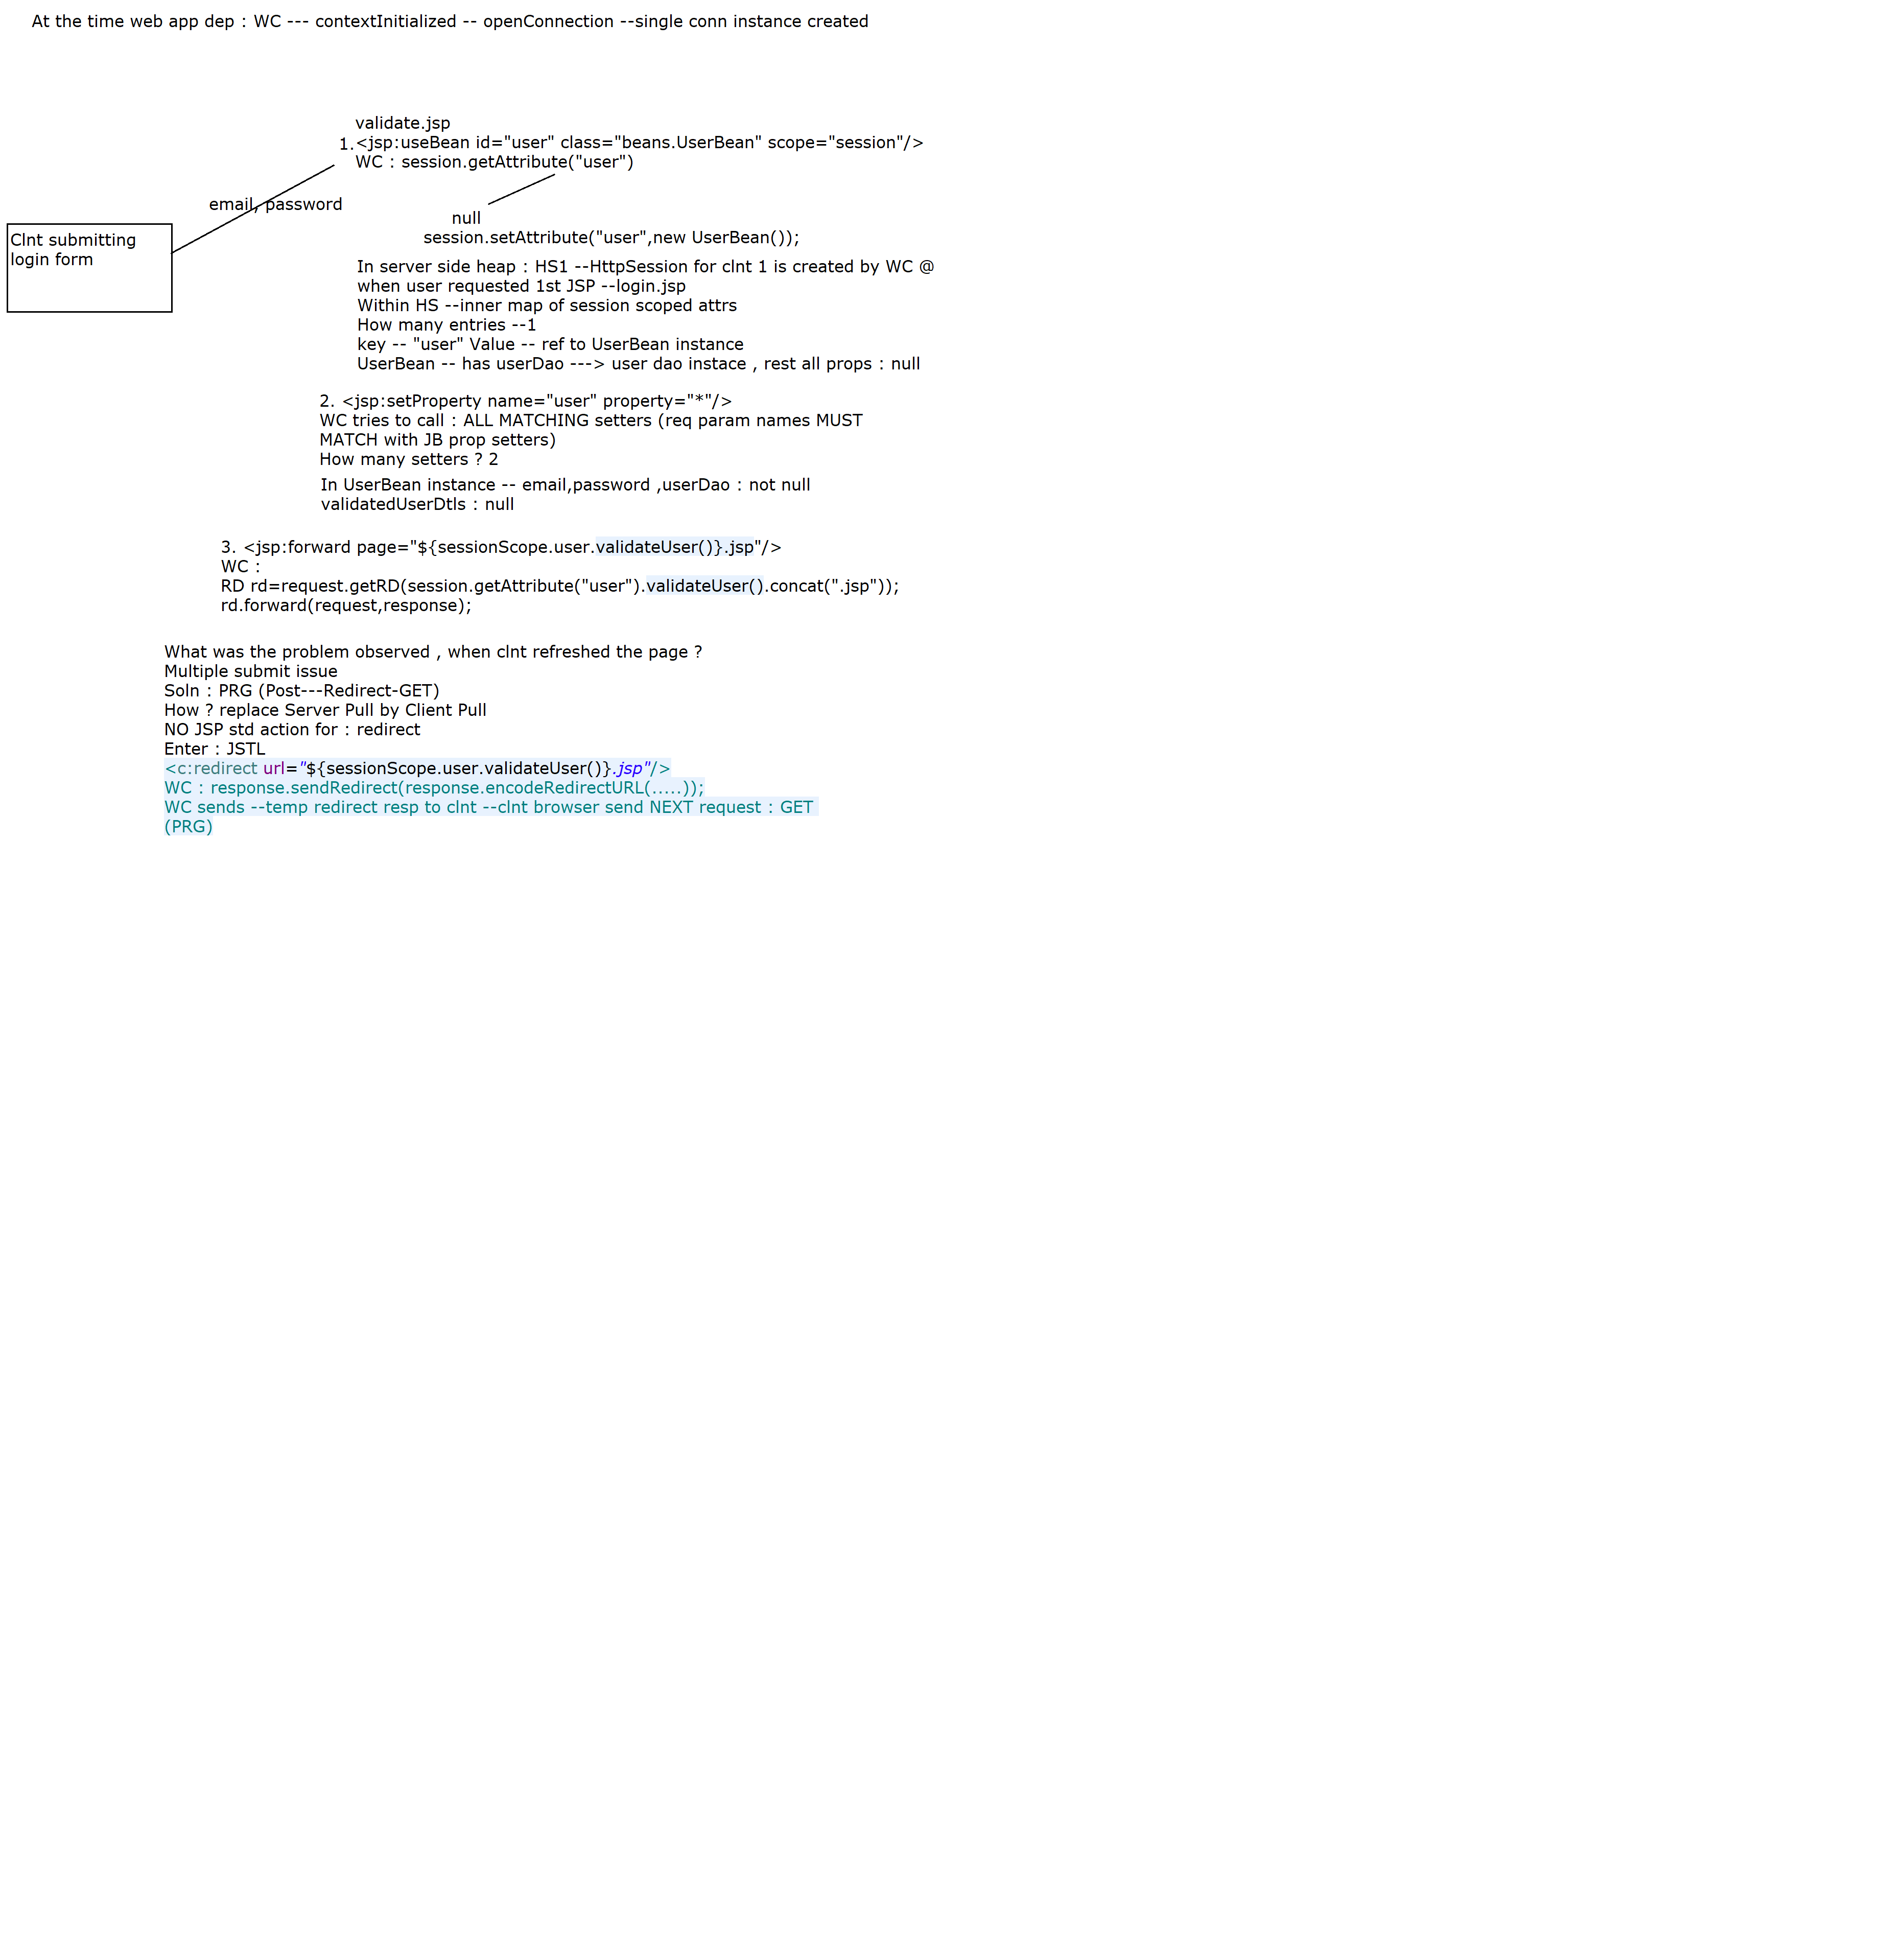 At the time web app dep : WC --- contextInitialized -- openConnection --single conn instance created
validate.jsp
1.<jsp:useBean id="user" class="beans.UserBean" scope="session"/>
WC : session.getAttribute("user")
email, password
null
session.setAttribute("user",new UserBean());
Clnt submitting
login form
In server side heap : HS1 --HttpSession for clnt 1 is created by WC @
when user requested 1st JSP --login.jsp
Within HS --inner map of session scoped attrs
How many entries --1
key -- "user" Value -- ref to UserBean instance
UserBean -- has userDao ---> user dao instace , rest all props : null
2. <jsp:setProperty name="user" property="*"/>
WC tries to call : ALL MATCHING setters (req param names MUST
MATCH with JB prop setters)
How many setters ? 2
In UserBean instance -- email,password ,userDao : not null
validatedUserDtls : null
3. <jsp:forward page="${sessionScope.user.validateUser()}.jsp"/>
WC :
RD rd=request.getRD(session.getAttribute("user").validateUser().concat(".jsp"));
rd.forward(request,response);
What was the problem observed , when clnt refreshed the page ?
Multiple submit issue
Soln : PRG (Post---Redirect-GET)
How ? replace Server Pull by Client Pull
NO JSP std action for : redirect
Enter : JSTL
<c:redirect url="${sessionScope.user.validateUser()}.jsp"/>
WC : response.sendRedirect(response.encodeRedirectURL(.....));
WC sends --temp redirect resp to clnt --clnt browser send NEXT request : GET
(PRG)